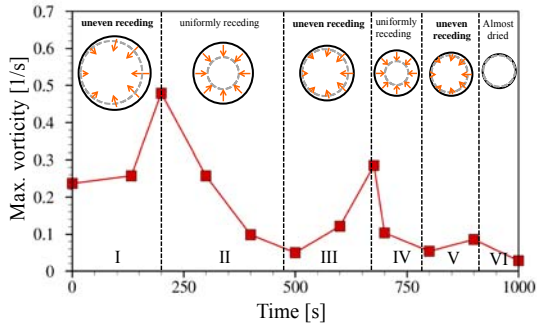 uneven receding
uniformly receding
uneven receding
uniformly
receding
uneven
receding
Almost
dried
0.7
0.6
0.5
0.4
0.3
0.2
0.1
0
Max. vorticity [1/s]
I
II
III
IV
V
VI
0
250
500
750
1000
Time [s]